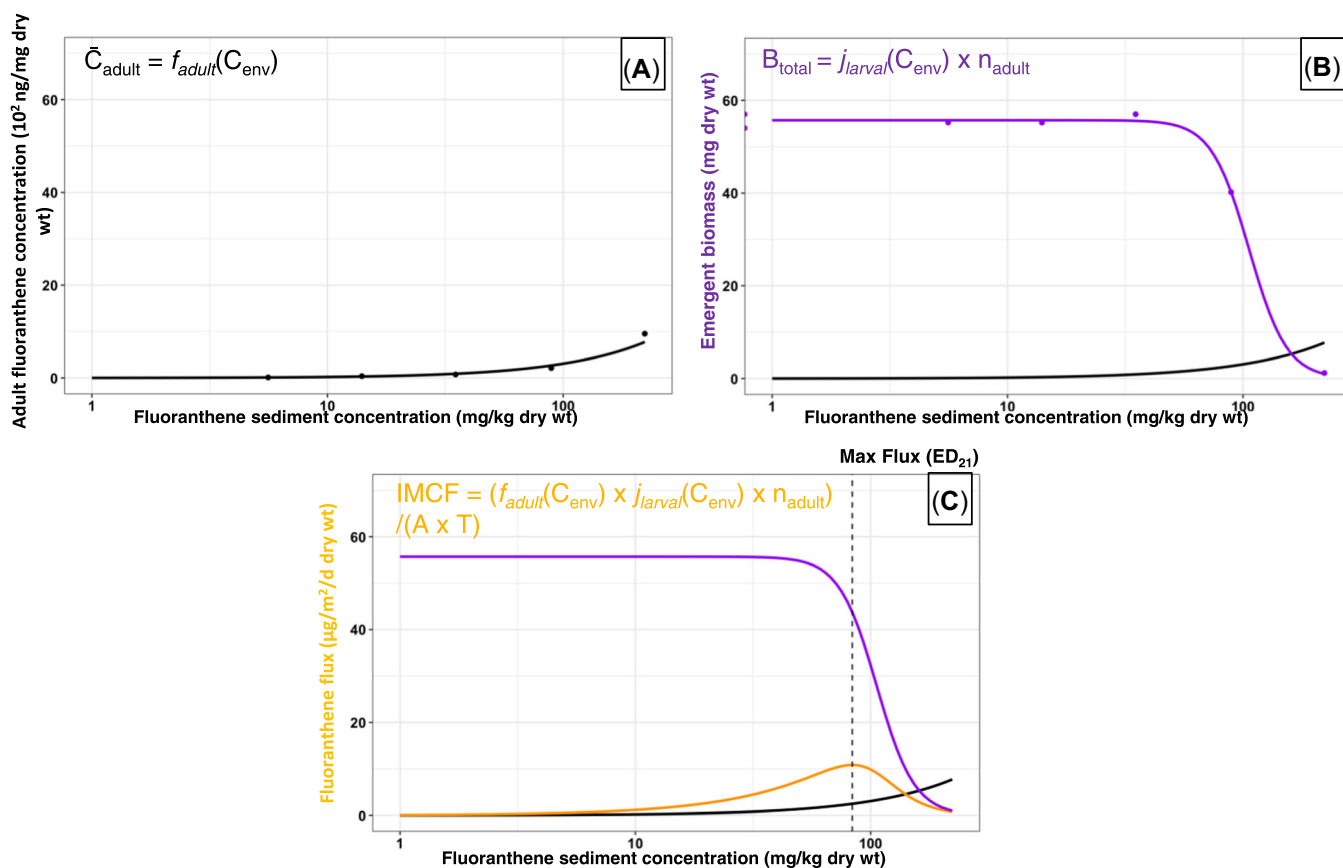 C̄adult = fadult(Cenv)
(A)
Adult fluoranthene concentration (10² ng/mg dry
wt)
60
40
20
0
1
10
100
Fluoranthene sediment concentration (mg/kg dry wt)
Btotal = jlarval(Cenv) x nadult
(B)
Emergent biomass (mg dry wt)
60
40
20
0
1
10
100
Fluoranthene sediment concentration (mg/kg dry wt)
Max Flux (ED21)
IMCF = (fadult(Cenv) x jlarval(Cenv) x nadult)
/(A x T)
(C)
Fluoranthene flux (µg/m²/d dry wt)
60
40
20
0
1
10
100
Fluoranthene sediment concentration (mg/kg dry wt)